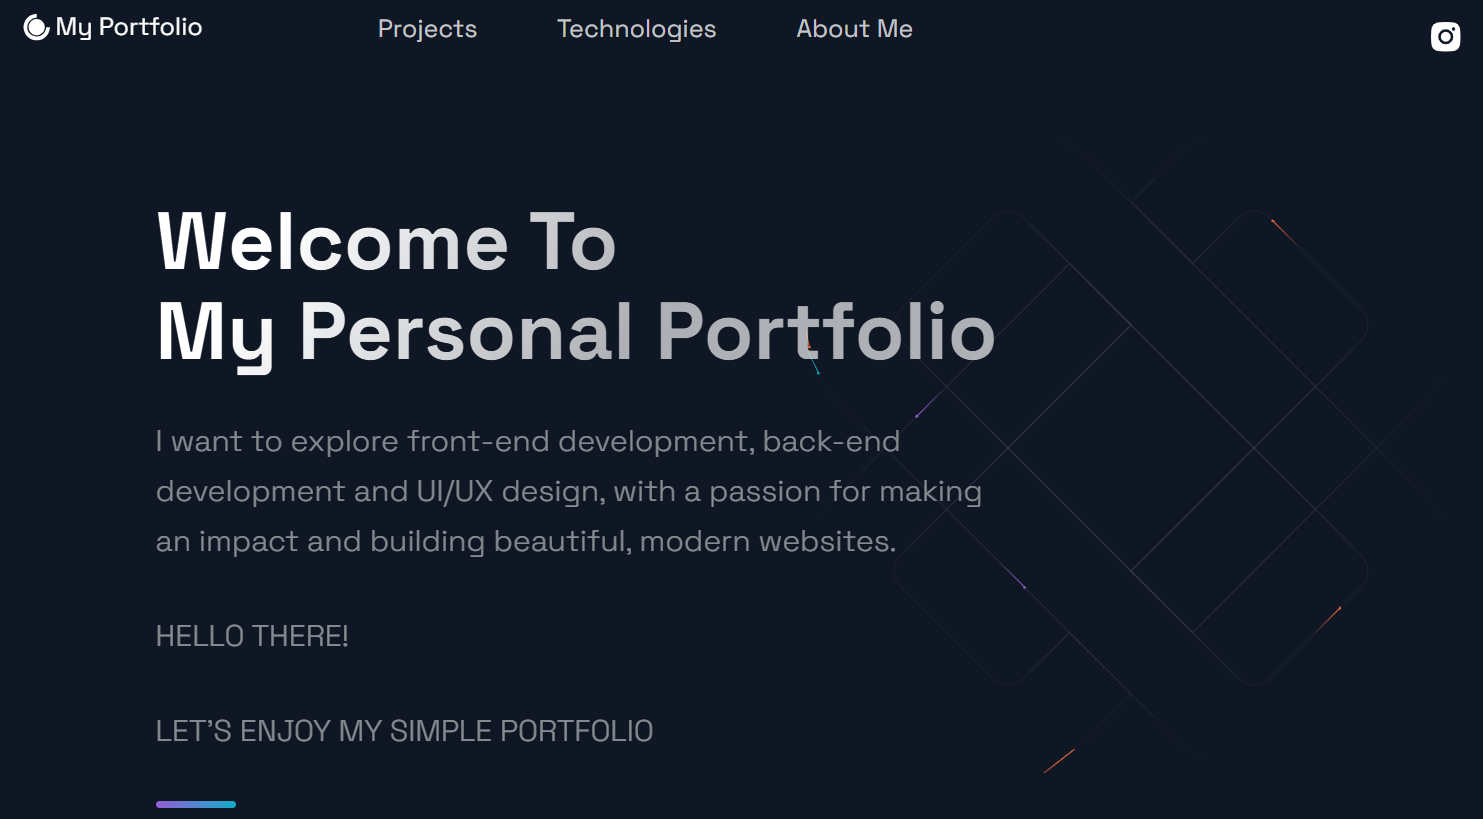 My Portfolio
Projects
Technologies
About Me
Welcome To
My Personal Portfolio
I want to explore front-end development, back-end
development and UI/UX design, with a passion for making
an impact and building beautiful, modern websites.
HELLO THERE!
LET'S ENJOY MY SIMPLE PORTFOLIO